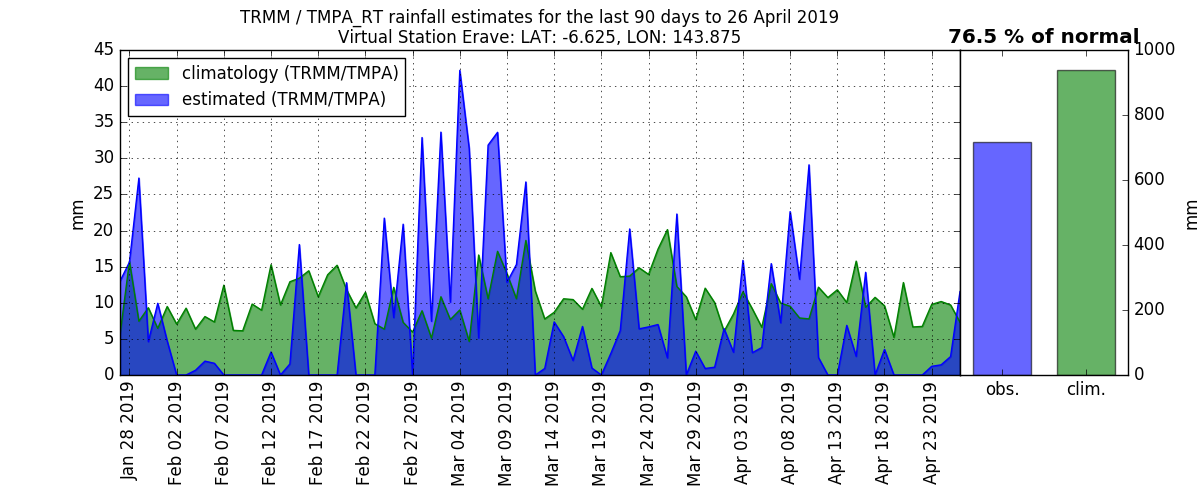 TRMM / TMPA_RT rainfall estimates for the last 90 days to 26 April 2019
Virtual Station Erave: LAT: -6.625, LON: 143.875
76.5 % of normal
climatology (TRMM/TMPA)
estimated (TRMM/TMPA)
45
40
35
30
25
20
15
10
5
0
mm
Jan 28 2019
Feb 02 2019
Feb 07 2019
Feb 12 2019
Feb 17 2019
Feb 22 2019
Feb 27 2019
Mar 04 2019
Mar 09 2019
Mar 14 2019
Mar 19 2019
Mar 24 2019
Mar 29 2019
Apr 03 2019
Apr 08 2019
Apr 13 2019
Apr 18 2019
Apr 23 2019
obs.
clim.
1000
800
600
400
200
0
mm